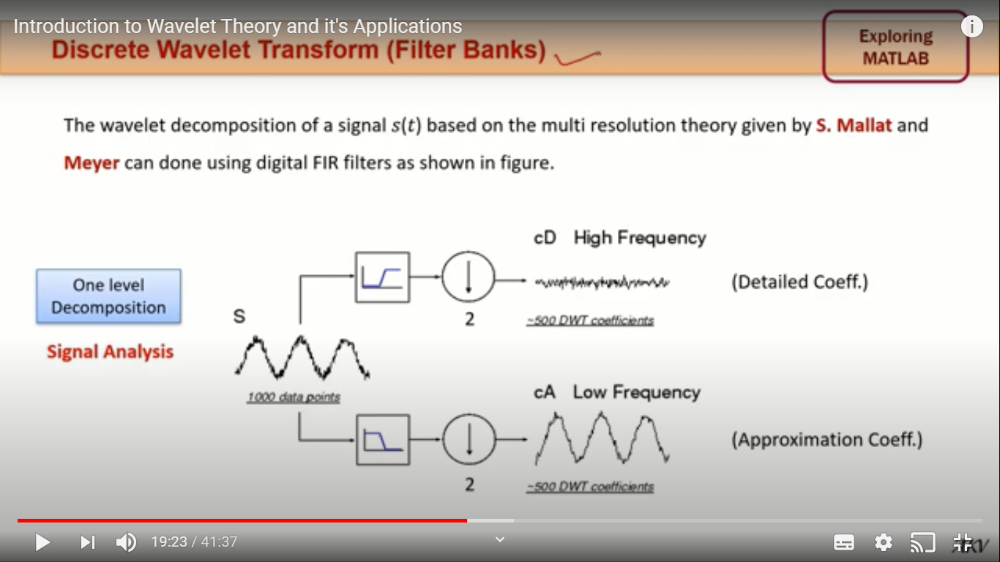 Introduction to Wavelet Theory and it's Applications
Discrete Wavelet Transform (Filter Banks)
Exploring
MATLAB
The wavelet decomposition of a signal s(t) based on the multi resolution theory given by S. Mallat and
Meyer can done using digital FIR filters as shown in figure.
cD High Frequency
One level
Decomposition
(Detailed Coeff.)
S
2
~500 DWT coefficients
Signal Analysis
1000 data points
cA Low Frequency
(Approximation Coeff.)
2
~500 DWT coefficients
19:23 / 41:37